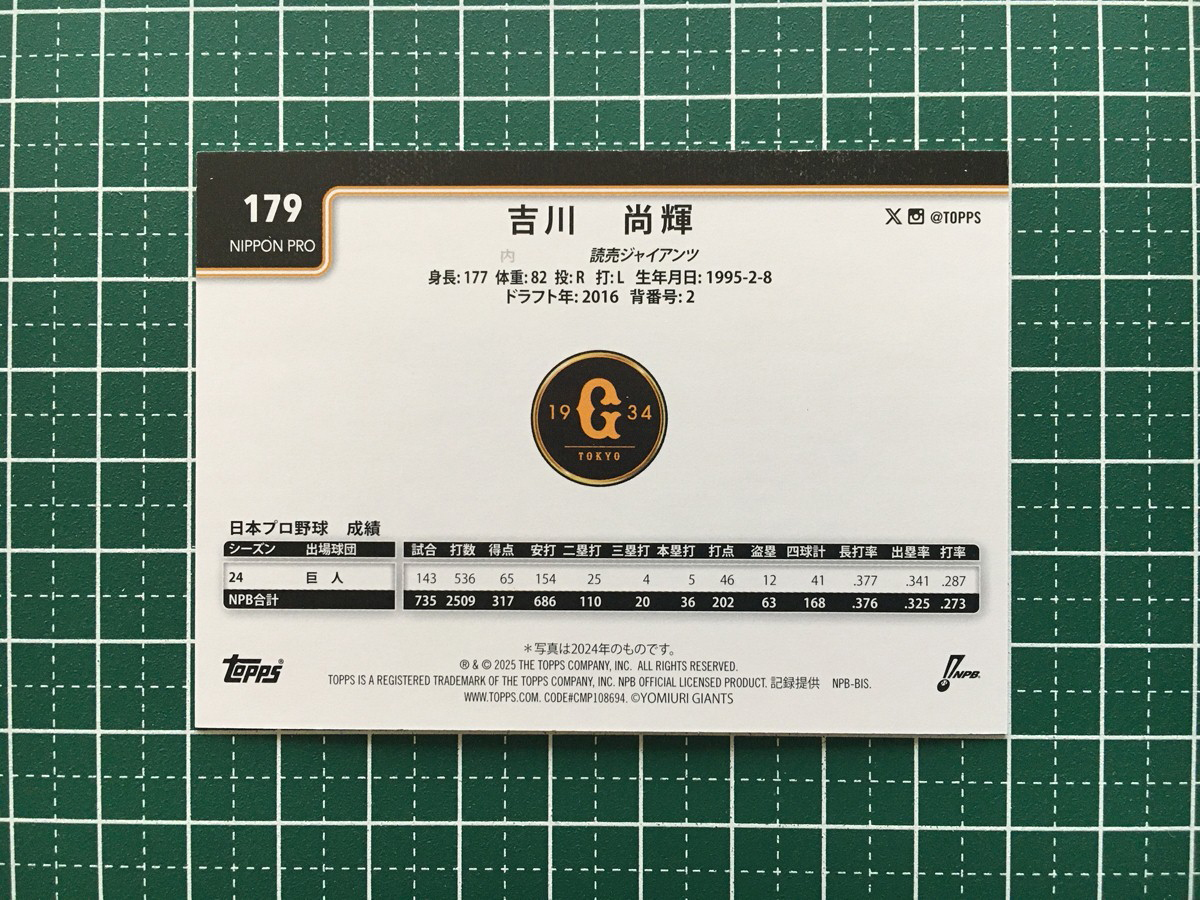 179
NIPPON PRO
吉川 尚輝
@TOPPS
内 読売ジャイアンツ
身長: 177 体重: 82 投: R 打: L 生年月日: 1995-2-8
ドラフト年: 2016 背番号: 2
19 G 34
TOKYO
日本プロ野球 成績
シーズン 出場球団 試合 打数 得点 安打 二塁打 三塁打 本塁打 打点 盗塁 四球計 長打率 出塁率 打率
24 巨人 143 536 65 154 25 4 5 46 12 41 .377 .341 .287
NPB合計 735 2509 317 686 110 20 36 202 63 168 .376 .325 .273
＊写真は2024年のものです。
® & © 2025 THE TOPPS COMPANY, INC. ALL RIGHTS RESERVED.
TOPPS IS A REGISTERED TRADEMARK OF THE TOPPS COMPANY, INC. NPB OFFICIAL LICENSED PRODUCT. 記録提供 NPB-BIS.
WWW.TOPPS.COM. CODE#CMP108694. ©YOMIURI GIANTS
topps®
NPB.